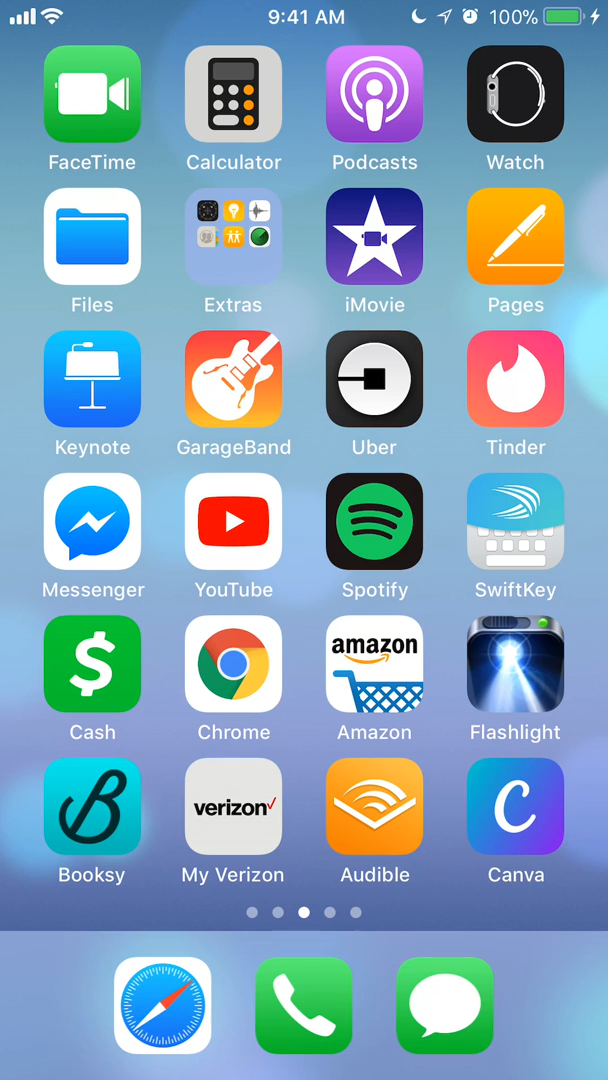 9:41 AM 100%
FaceTime Calculator Podcasts Watch
Files Extras iMovie Pages
Keynote GarageBand Uber Tinder
Messenger YouTube Spotify SwiftKey
amazon
Cash Chrome Amazon Flashlight
verizon
Booksy My Verizon Audible Canva